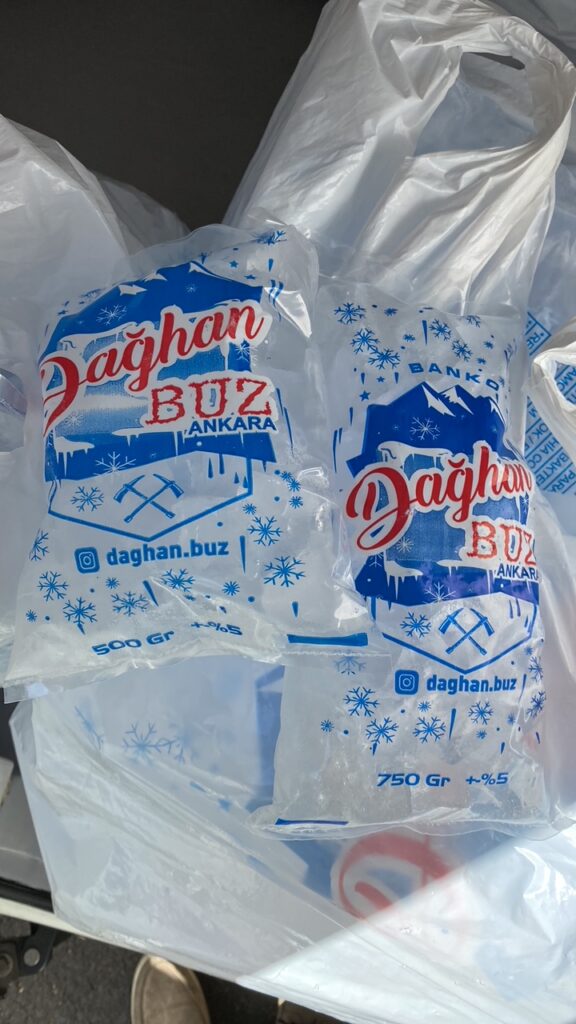 Dağhan
BUZ
ANKARA
daghan.buz
500 Gr +-%5
BANKO
Dağhan
BUZ
ANKARA
daghan.buz
750 Gr +-%5